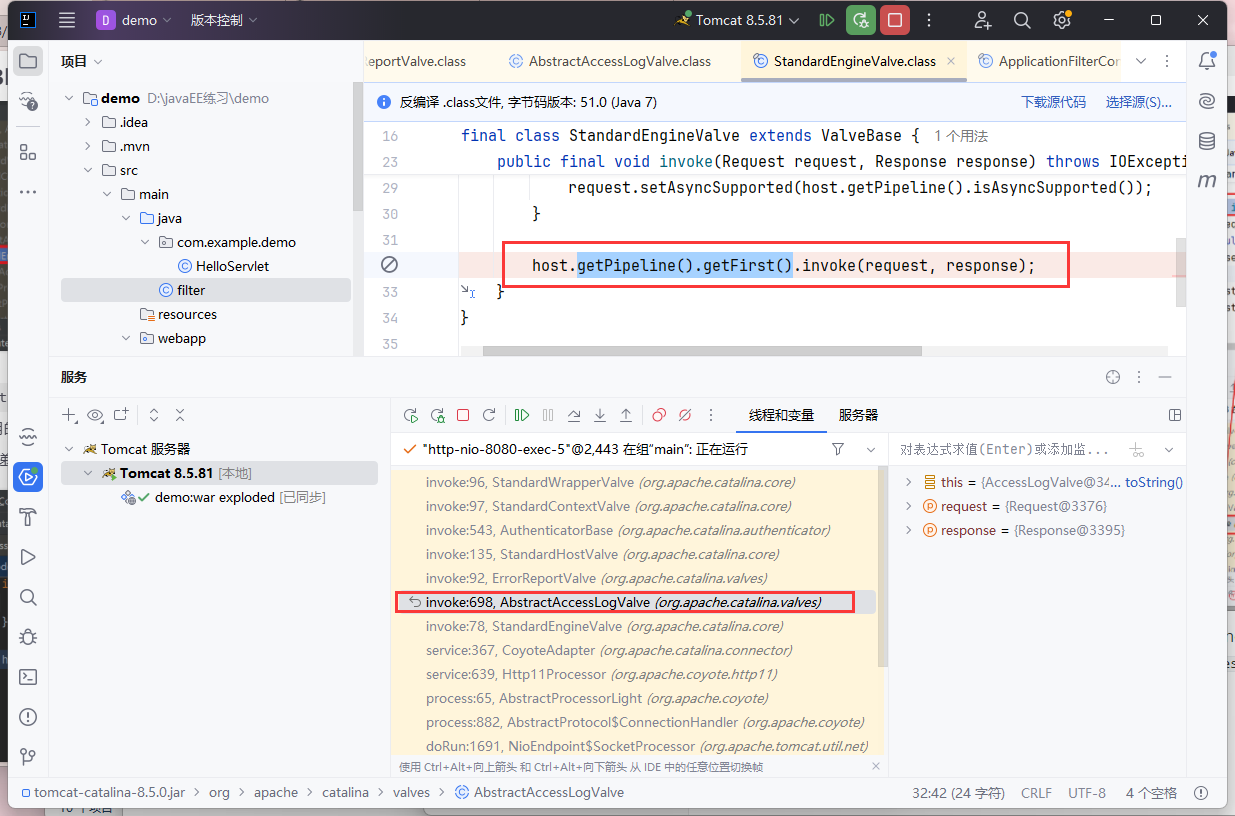 D demo 版本控制 Tomcat 8.5.81
项目
eportValve.class AbstractAccessLogValve.class StandardEngineValve.class ApplicationFilterCor
反编译 .class文件, 字节码版本: 51.0 (Java 7) 下载源代码 选择源(S)...
demo D:\javaEE练习\demo
.idea
.mvn
src
main
java
com.example.demo
HelloServlet
filter
resources
webapp
16 final class StandardEngineValve extends ValveBase { 1 个用法
23 public final void invoke(Request request, Response response) throws IOExcepti
29 request.setAsyncSupported(host.getPipeline().isAsyncSupported());
30 }
31
host.getPipeline().getFirst().invoke(request, response);
33 }
34 }
35
服务
线程和变量 服务器
Tomcat 服务器
Tomcat 8.5.81 [本地]
demo:war exploded [已同步]
"http-nio-8080-exec-5"@2,443 在组"main": 正在运行
invoke:96, StandardWrapperValve (org.apache.catalina.core)
invoke:97, StandardContextValve (org.apache.catalina.core)
invoke:543, AuthenticatorBase (org.apache.catalina.authenticator)
invoke:135, StandardHostValve (org.apache.catalina.core)
invoke:92, ErrorReportValve (org.apache.catalina.valves)
invoke:698, AbstractAccessLogValve (org.apache.catalina.valves)
invoke:78, StandardEngineValve (org.apache.catalina.core)
service:367, CoyoteAdapter (org.apache.catalina.connector)
service:639, Http11Processor (org.apache.coyote.http11)
process:65, AbstractProcessorLight (org.apache.coyote)
process:882, AbstractProtocol$ConnectionHandler (org.apache.coyote)
doRun:1691, NioEndpoint$SocketProcessor (org.apache.tomcat.util.net)
使用 Ctrl+Alt+向上箭头 和 Ctrl+Alt+向下箭头 从 IDE 中的任意位置切换帧
对表达式求值(Enter)或添加监...
this = {AccessLogValve@34... toString()
request = {Request@3376}
response = {Response@3395}
tomcat-catalina-8.5.0.jar > org > apache > catalina > valves > AbstractAccessLogValve
32:42 (24 字符) CRLF UTF-8 4 个空格